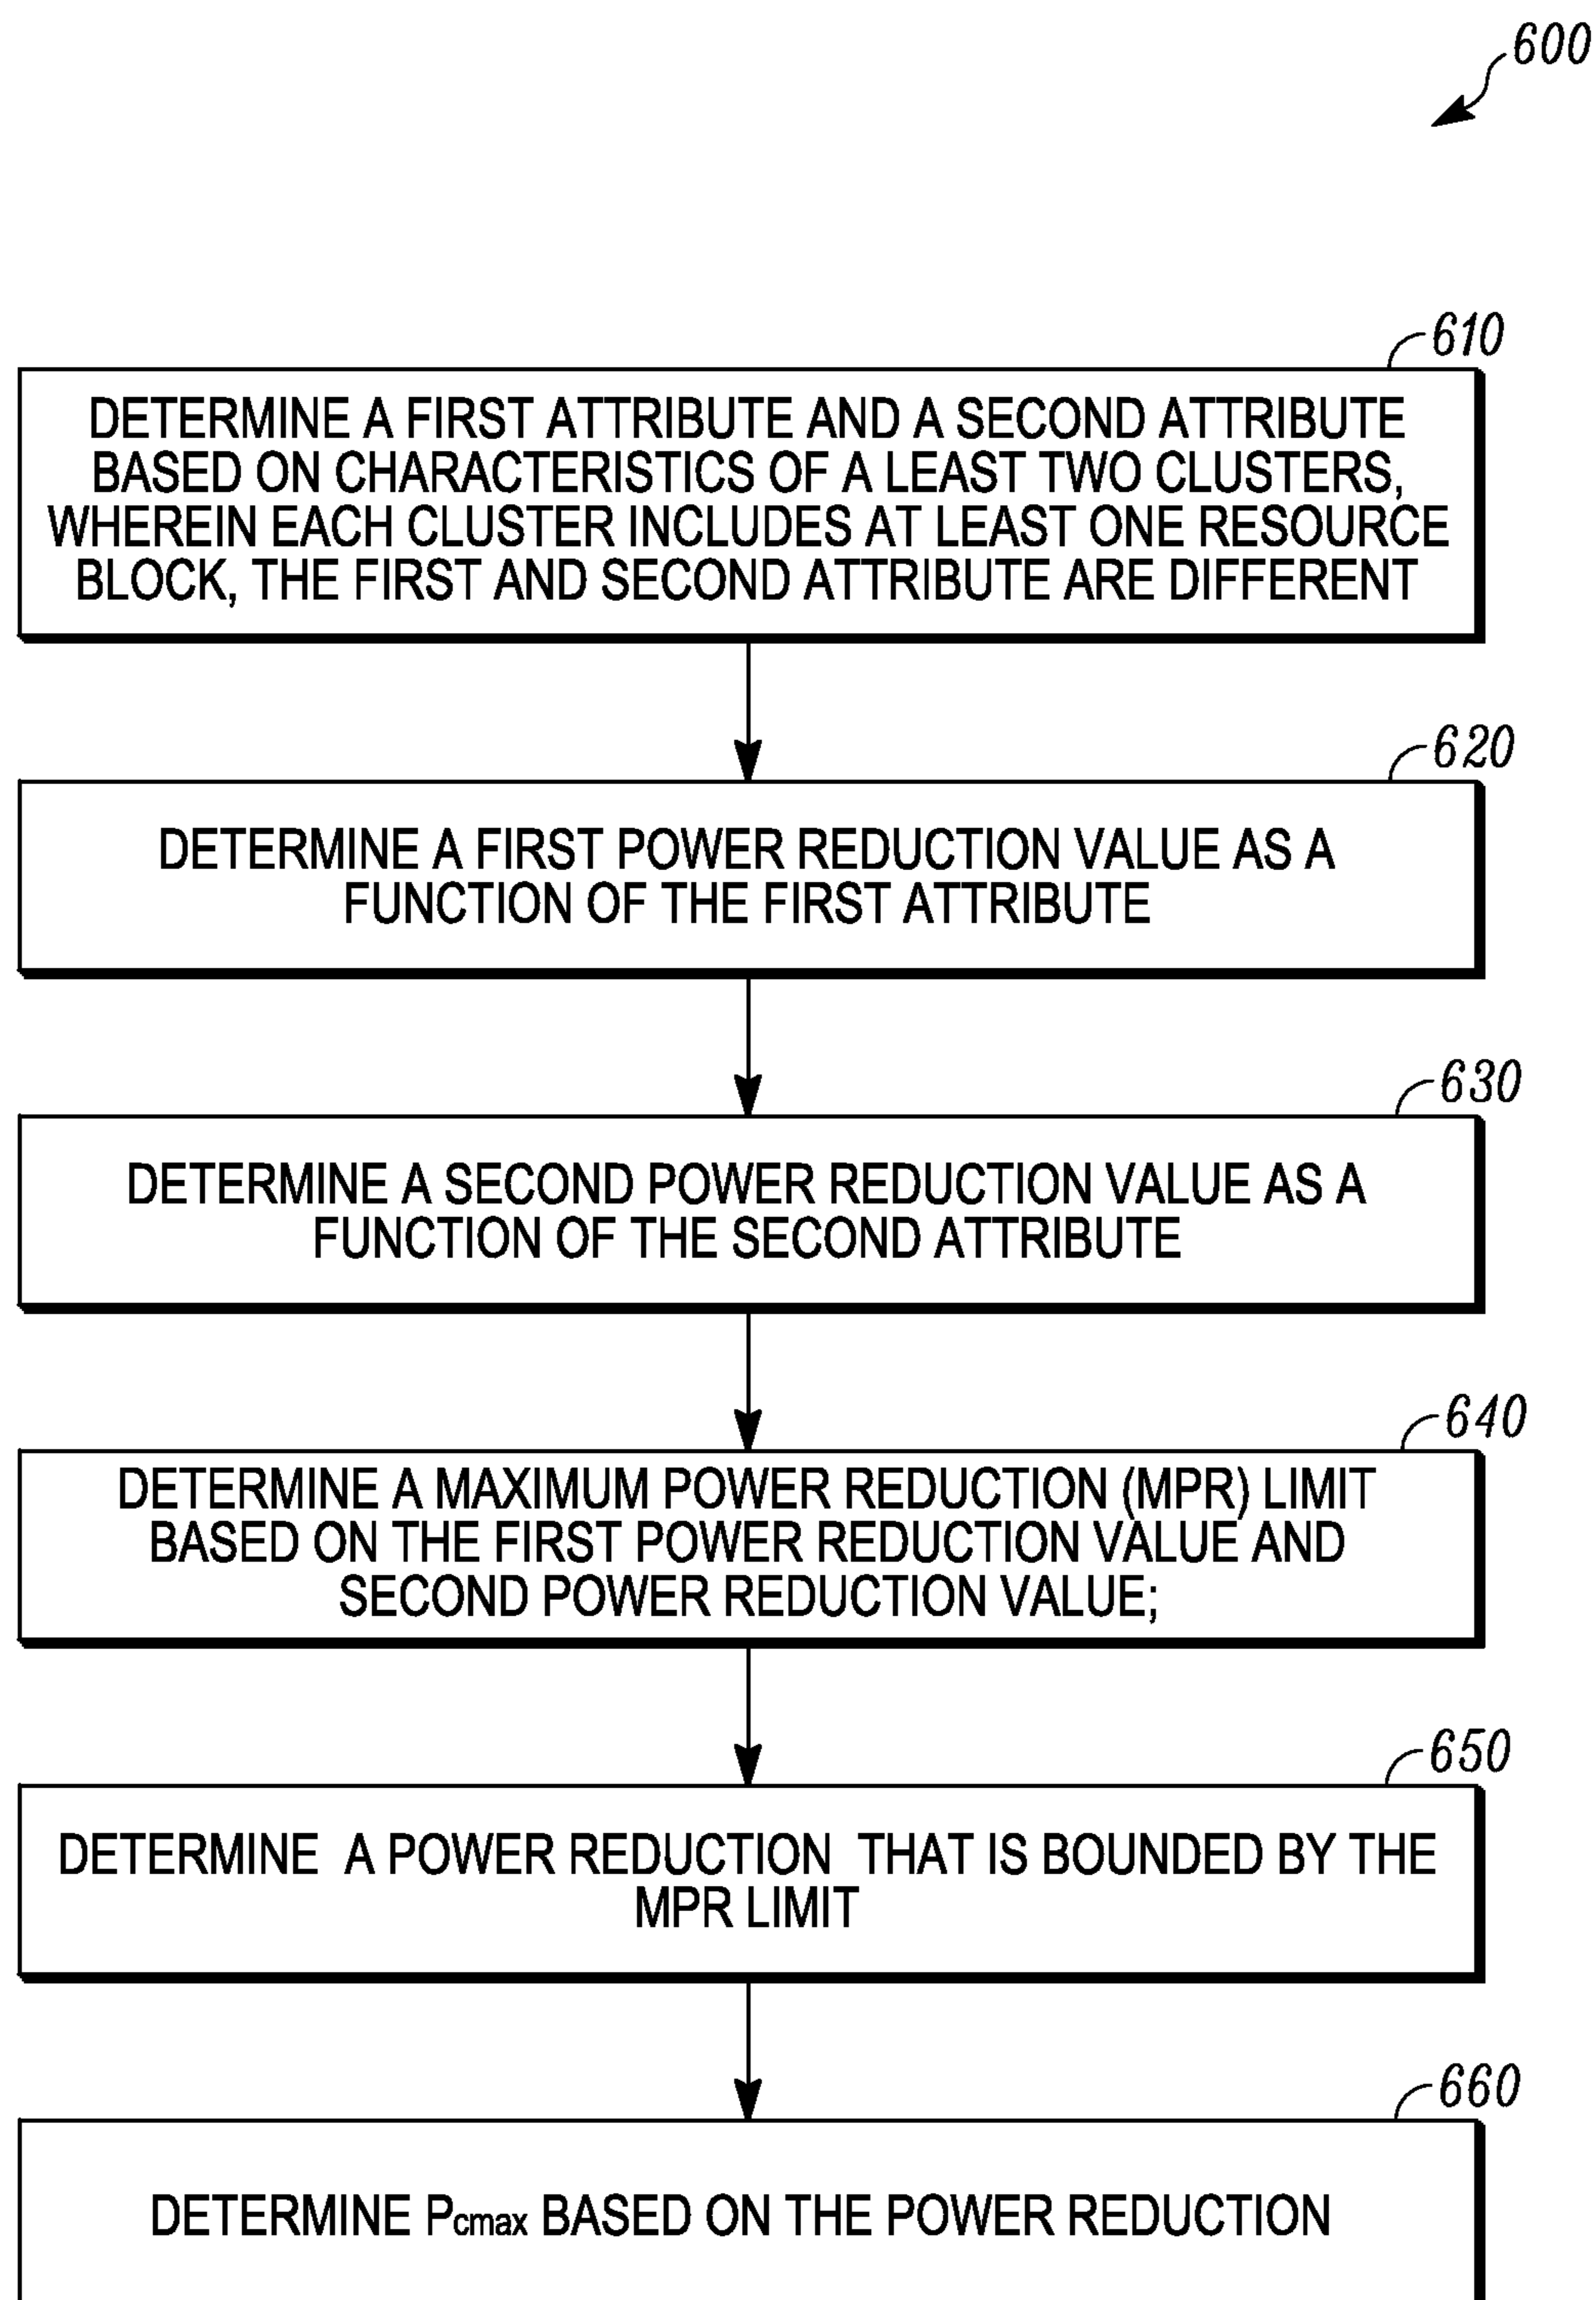 600
610
DETERMINE A FIRST ATTRIBUTE AND A SECOND ATTRIBUTE
BASED ON CHARACTERISTICS OF A LEAST TWO CLUSTERS,
WHEREIN EACH CLUSTER INCLUDES AT LEAST ONE RESOURCE
BLOCK, THE FIRST AND SECOND ATTRIBUTE ARE DIFFERENT
620
DETERMINE A FIRST POWER REDUCTION VALUE AS A
FUNCTION OF THE FIRST ATTRIBUTE
630
DETERMINE A SECOND POWER REDUCTION VALUE AS A
FUNCTION OF THE SECOND ATTRIBUTE
640
DETERMINE A MAXIMUM POWER REDUCTION (MPR) LIMIT
BASED ON THE FIRST POWER REDUCTION VALUE AND
SECOND POWER REDUCTION VALUE;
650
DETERMINE A POWER REDUCTION THAT IS BOUNDED BY THE
MPR LIMIT
660
DETERMINE Pcmax BASED ON THE POWER REDUCTION